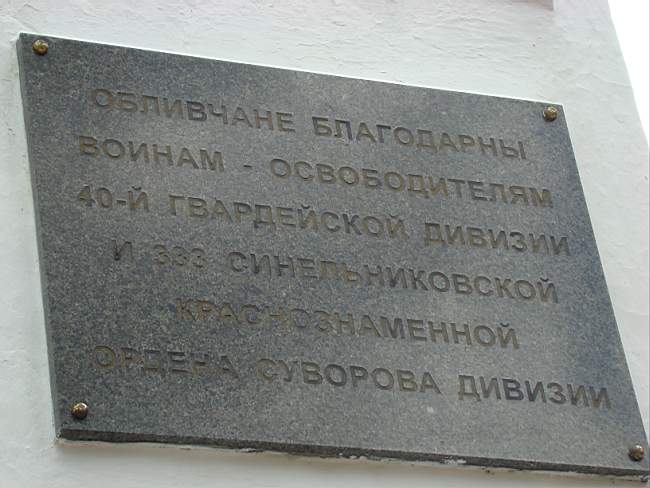 ОБЛИВЧАНЕ БЛАГОДАРНЫ
ВОИНАМ - ОСВОБОДИТЕЛЯМ
40-Й ГВАРДЕЙСКОЙ ДИВИЗИИ
И 333 СИНЕЛЬНИКОВСКОЙ
КРАСНОЗНАМЕННОЙ
ОРДЕНА СУВОРОВА ДИВИЗИИ